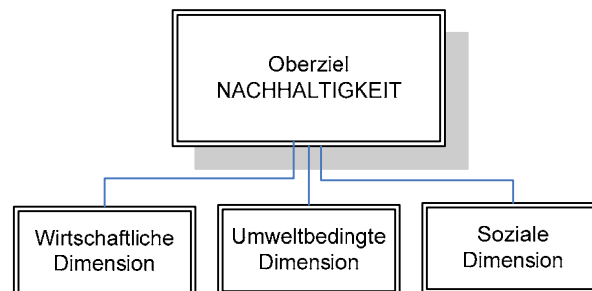 Oberziel
NACHHALTIGKEIT
Wirtschaftliche
Dimension
Umweltbedingte
Dimension
Soziale
Dimension